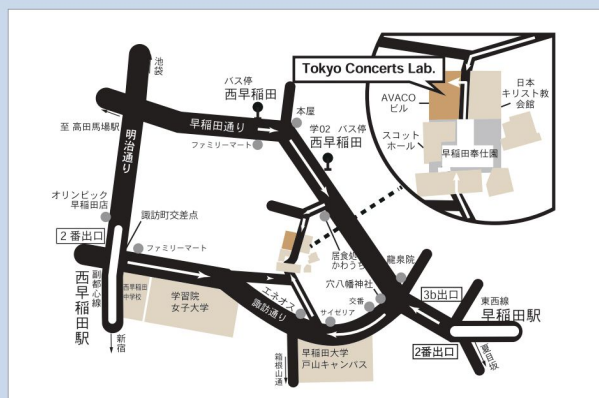 池袋
バス停
西早稲田
Tokyo Concerts Lab.
AVACO
ビル
日本
キリスト教
会館
スコット
ホール
早稲田奉仕園
至 高田馬場駅
早稲田通り
ファミリーマート
本屋
学02 バス停
西早稲田
明治通り
オリンピック
早稲田店
諏訪町交差点
2番出口
ファミリーマート
西早稲田駅
副都心線
新宿
西早稲田
中学校
学習院
女子大学
諏訪通り
エネオス
サイゼリア
居食処
かわうち
龍泉院
穴八幡神社
交番
3b出口
東西線
早稲田駅
2番出口
夏目坂
早稲田大学
戸山キャンパス
箱根山通